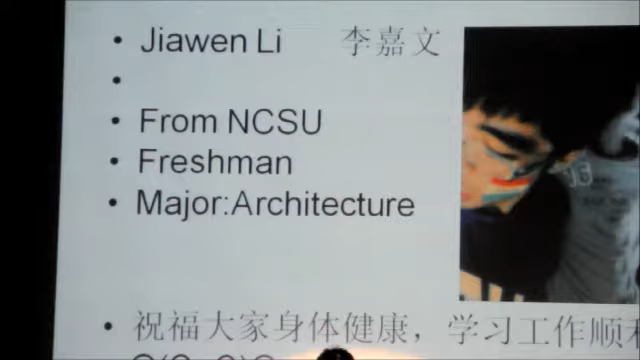 • Jiawen Li 李嘉文
•
• From NCSU
• Freshman
• Major:Architecture
• 祝福大家身体健康，学习工作顺